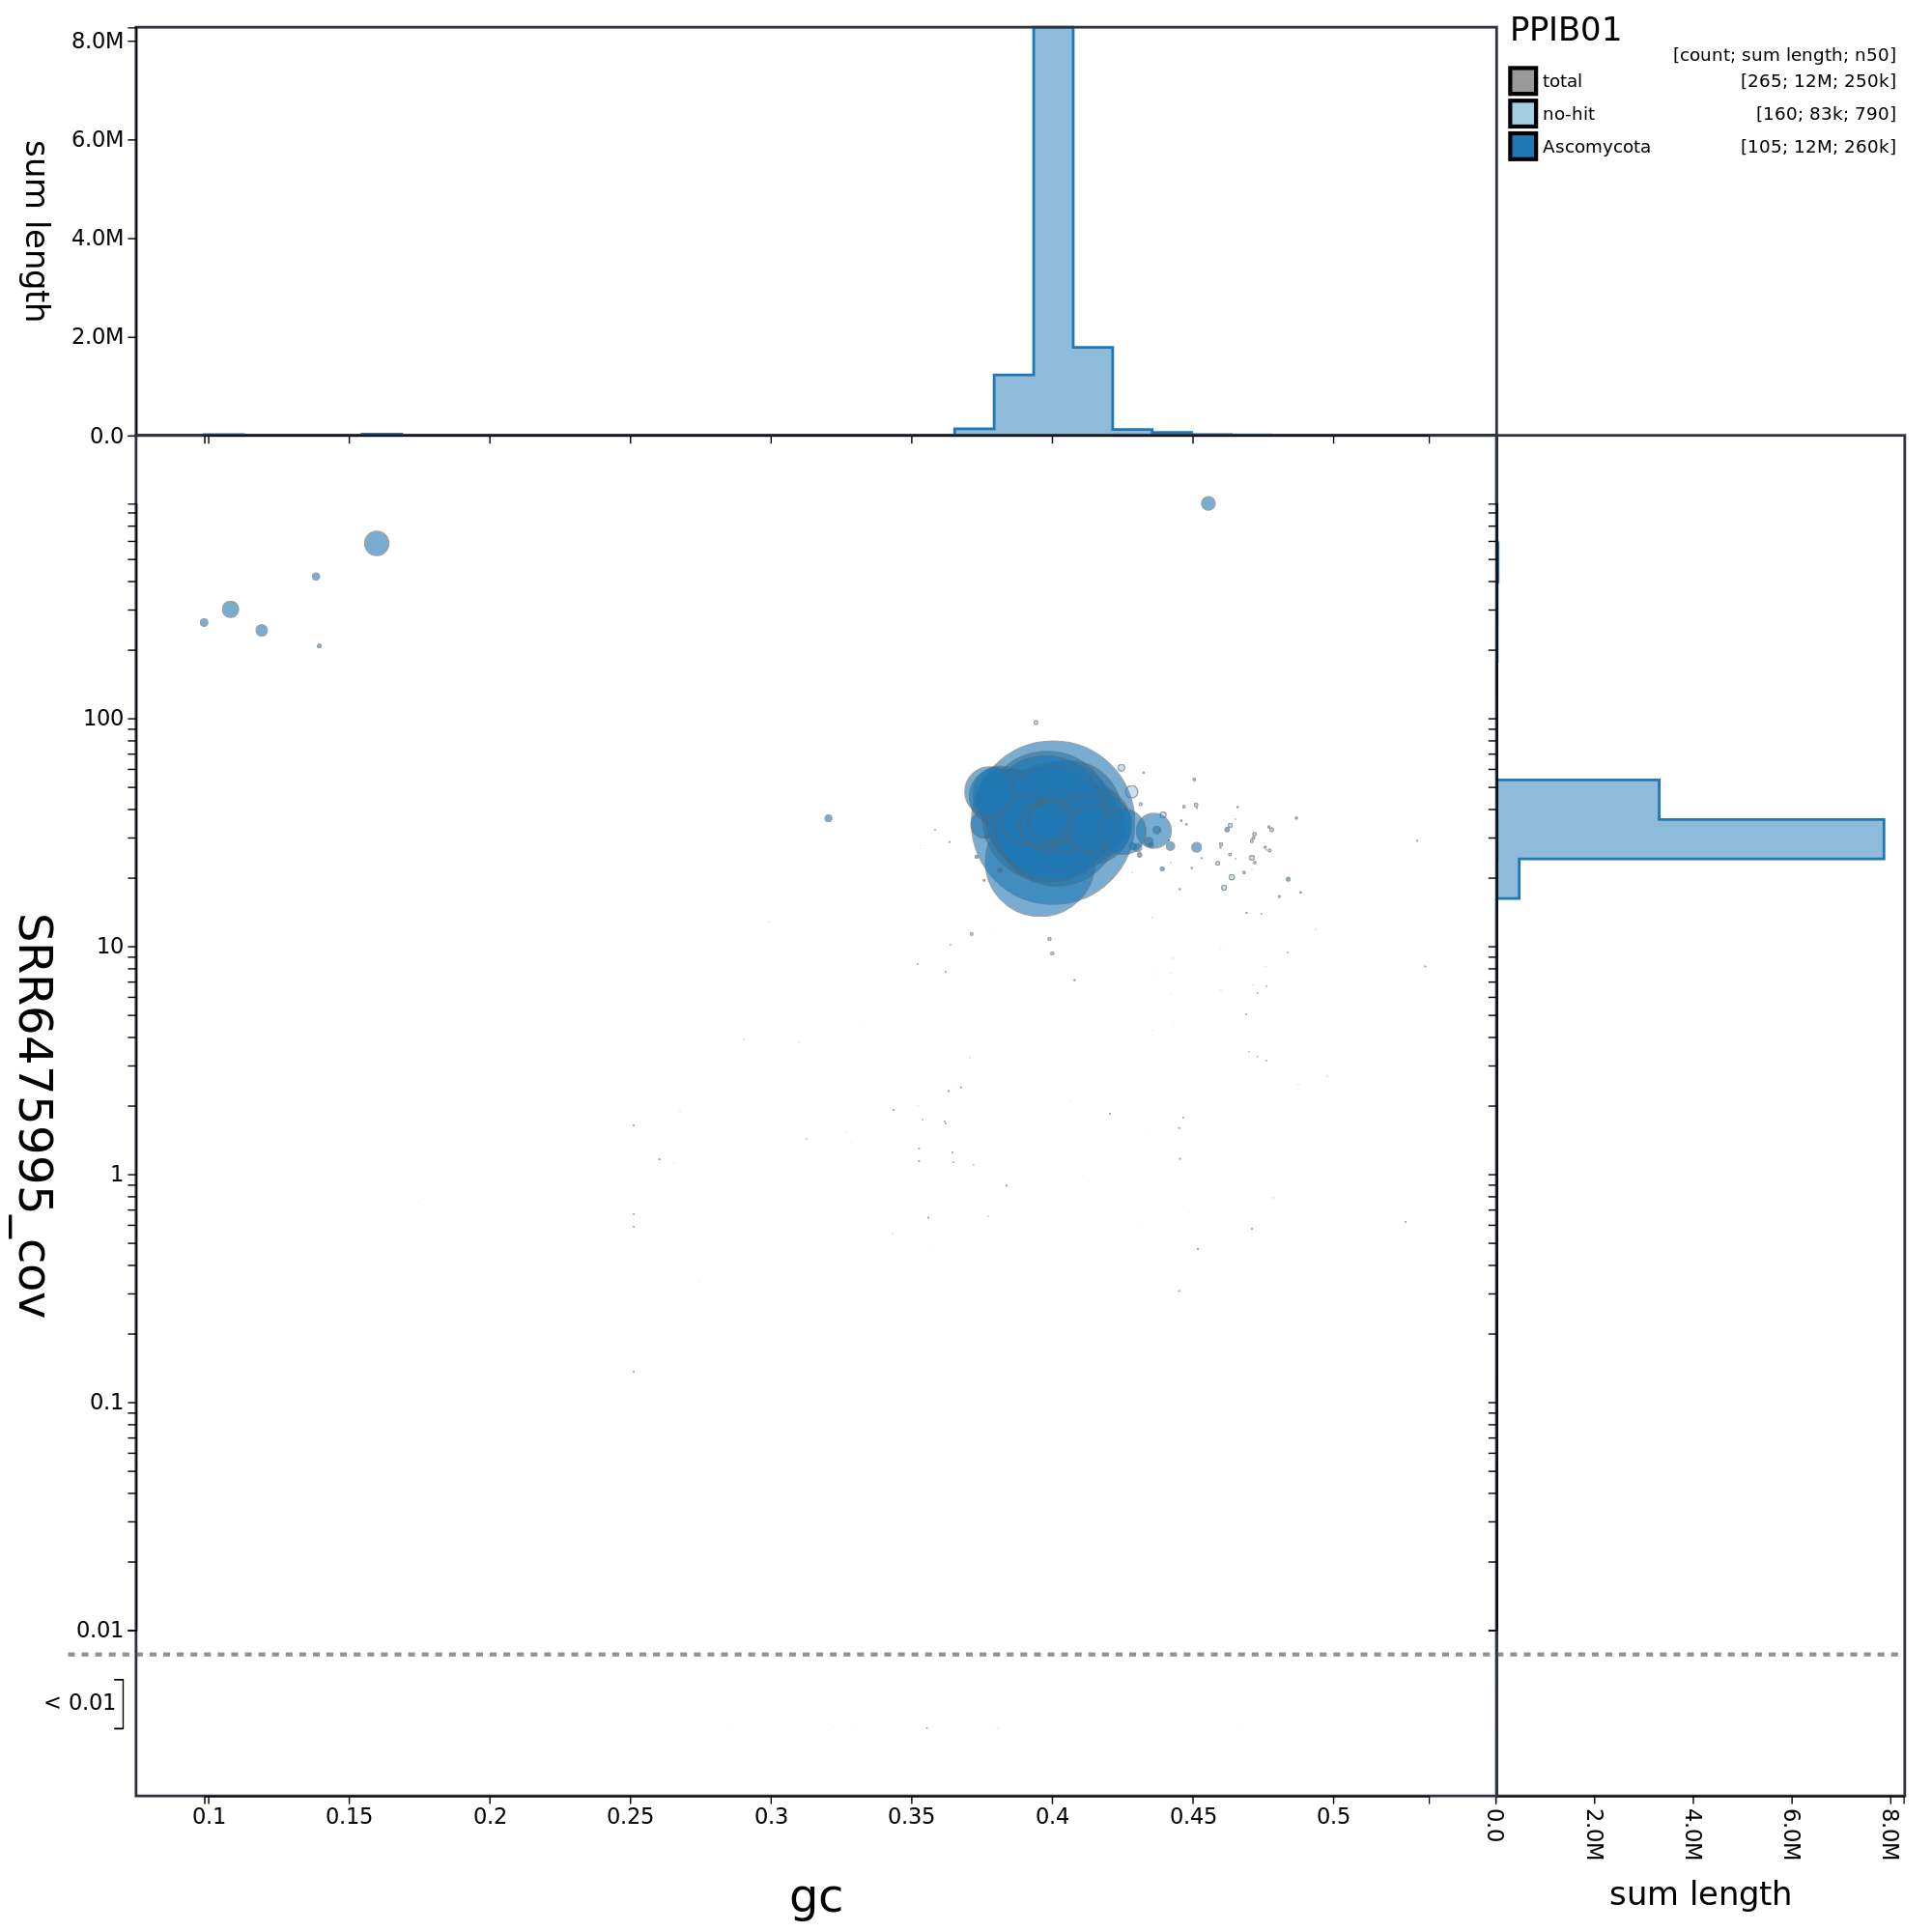 PPIB01
[count; sum length; n50]
total [265; 12M; 250k]
no-hit [160; 83k; 790]
Ascomycota [105; 12M; 260k]
sum length
8.0M
6.0M
4.0M
2.0M
0.0
SRR6475995_cov
100
10
1
0.1
0.01
< 0.01
0.1 0.15 0.2 0.25 0.3 0.35 0.4 0.45 0.5
gc
0.0 2.0M 4.0M 6.0M 8.0M
sum length